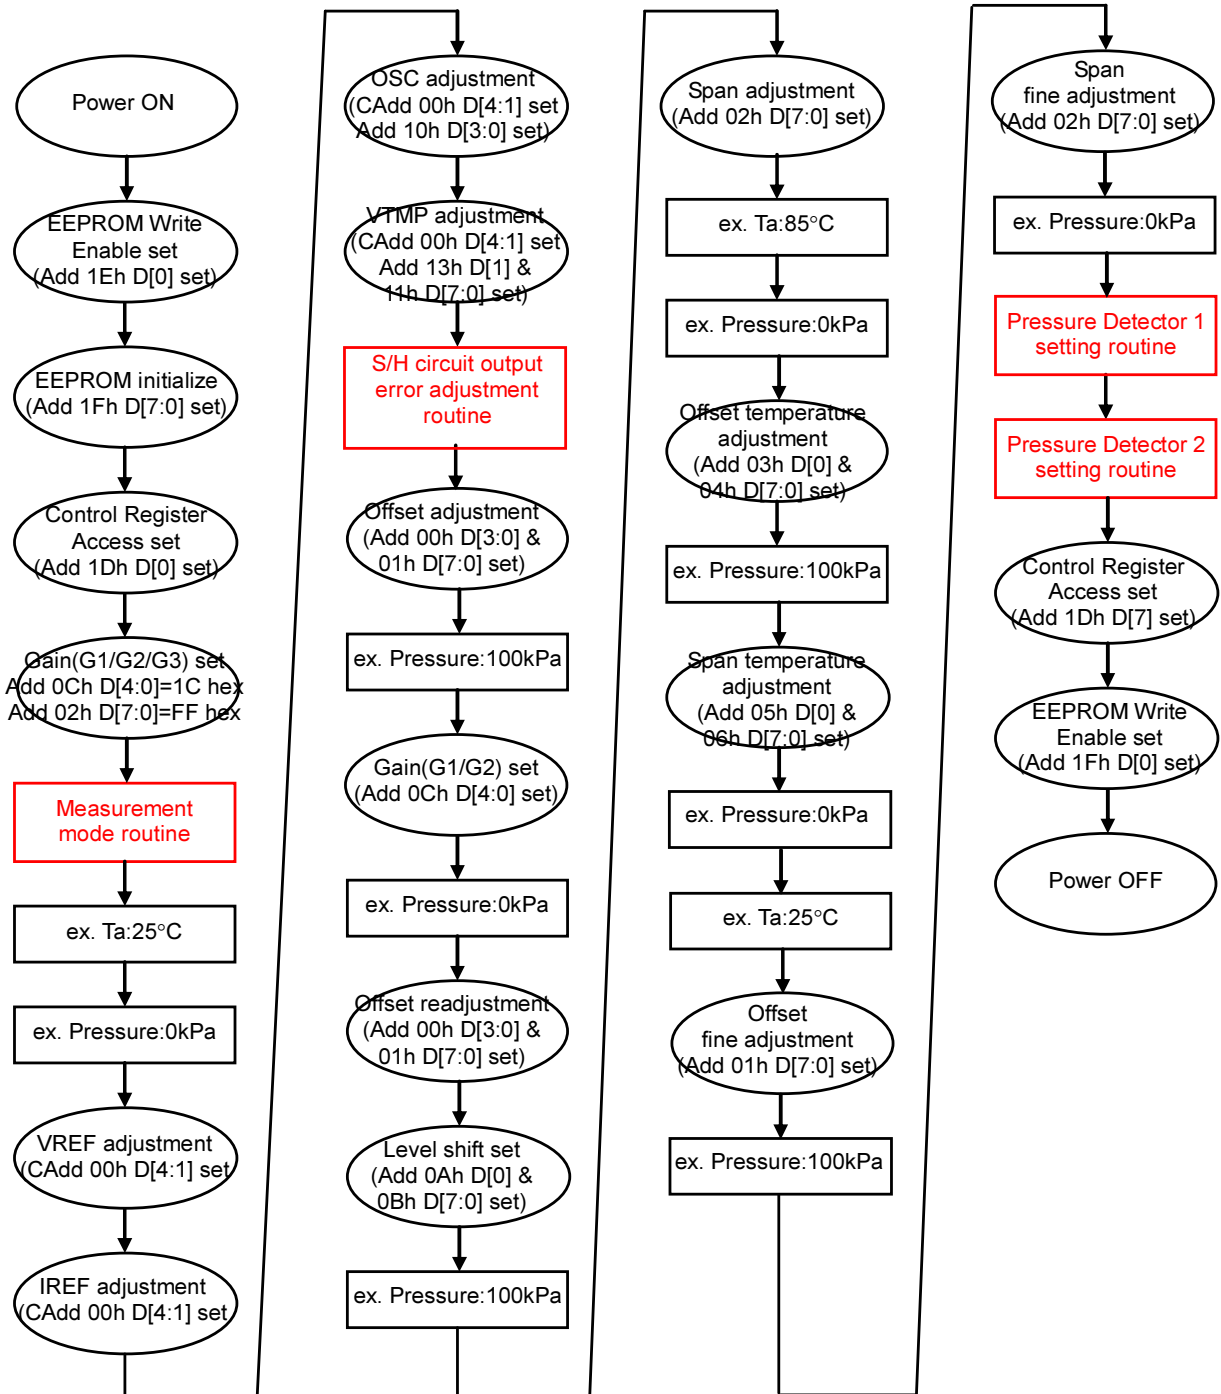 Power ON
EEPROM Write
Enable set
(Add 1Eh D[0] set)
EEPROM initialize
(Add 1Fh D[7:0] set)
Control Register
Access set
(Add 1Dh D[0] set)
Gain(G1/G2/G3) set
Add 0Ch D[4:0]=1C hex
Add 02h D[7:0]=FF hex
Measurement
mode routine
ex. Ta:25°C
ex. Pressure:0kPa
VREF adjustment
(CAdd 00h D[4:1] set
IREF adjustment
(CAdd 00h D[4:1] set
OSC adjustment
(CAdd 00h D[4:1] set
Add 10h D[3:0] set)
VTMP adjustment
(CAdd 00h D[4:1] set
Add 13h D[1] &
11h D[7:0] set)
S/H circuit output
error adjustment
routine
Offset adjustment
(Add 00h D[3:0] &
01h D[7:0] set)
ex. Pressure:100kPa
Gain(G1/G2) set
(Add 0Ch D[4:0] set)
ex. Pressure:0kPa
Offset readjustment
(Add 00h D[3:0] &
01h D[7:0] set)
Level shift set
(Add 0Ah D[0] &
0Bh D[7:0] set)
ex. Pressure:100kPa
Span adjustment
(Add 02h D[7:0] set)
ex. Ta:85°C
ex. Pressure:0kPa
Offset temperature
adjustment
(Add 03h D[0] &
04h D[7:0] set)
ex. Pressure:100kPa
Span temperature
adjustment
(Add 05h D[0] &
06h D[7:0] set)
ex. Pressure:0kPa
ex. Ta:25°C
Offset
fine adjustment
(Add 01h D[7:0] set)
ex. Pressure:100kPa
Span
fine adjustment
(Add 02h D[7:0] set)
ex. Pressure:0kPa
Pressure Detector 1
setting routine
Pressure Detector 2
setting routine
Control Register
Access set
(Add 1Dh D[7] set)
EEPROM Write
Enable set
(Add 1Fh D[0] set)
Power OFF